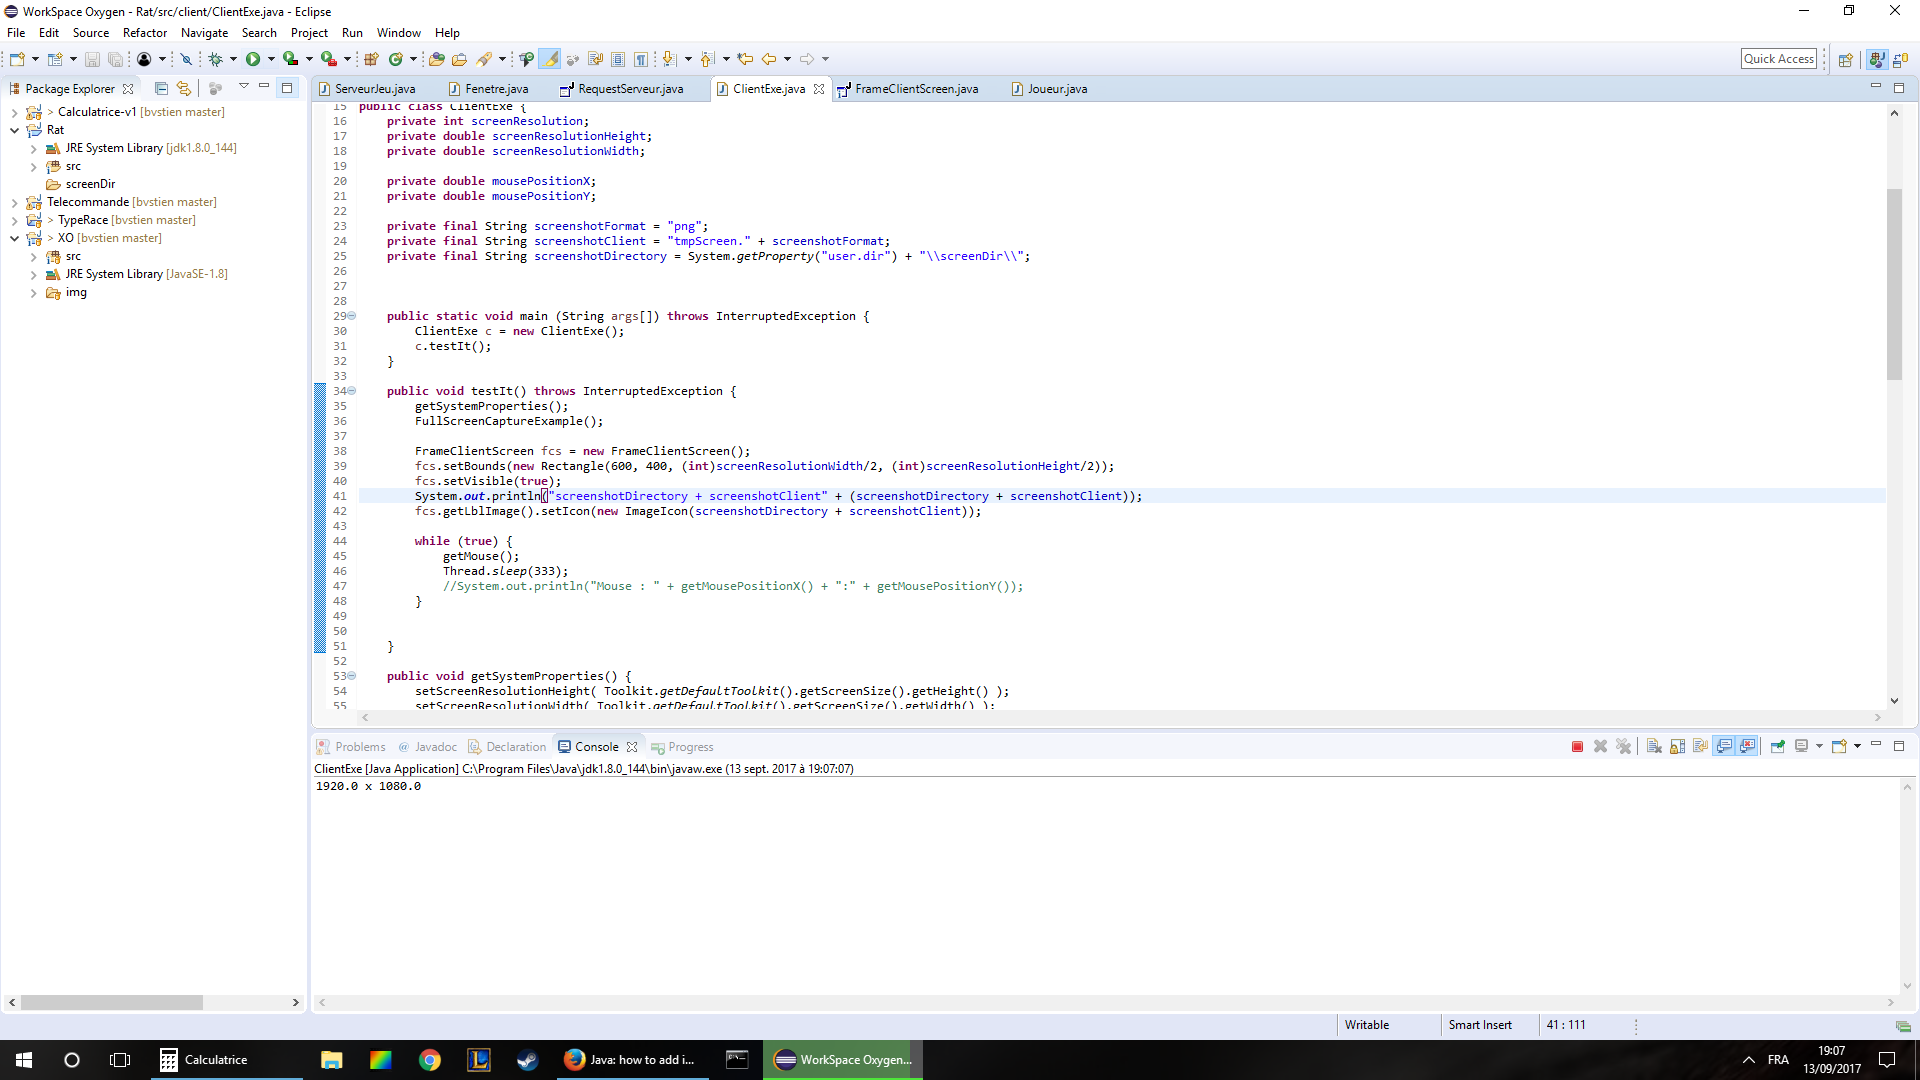 WorkSpace Oxygen - Rat/src/client/ClientExe.java - Eclipse
File Edit Source Refactor Navigate Search Project Run Window Help
Quick Access
Package Explorer
> Calculatrice-v1 [bvstien master]
Rat
JRE System Library [jdk1.8.0_144]
src
screenDir
Telecommande [bvstien master]
> TypeRace [bvstien master]
> XO [bvstien master]
src
JRE System Library [JavaSE-1.8]
img
ServeurJeu.java Fenetre.java RequestServeur.java ClientExe.java FrameClientScreen.java Joueur.java
15 public class ClientExe {
16 private int screenResolution;
17 private double screenResolutionHeight;
18 private double screenResolutionWidth;
19
20 private double mousePositionX;
21 private double mousePositionY;
22
23 private final String screenshotFormat = "png";
24 private final String screenshotClient = "tmpScreen." + screenshotFormat;
25 private final String screenshotDirectory = System.getProperty("user.dir") + "\\screenDir\\";
26
27
28
29 public static void main (String args[]) throws InterruptedException {
30 ClientExe c = new ClientExe();
31 c.testIt();
32 }
33
34 public void testIt() throws InterruptedException {
35 getSystemProperties();
36 FullScreenCaptureExample();
37
38 FrameClientScreen fcs = new FrameClientScreen();
39 fcs.setBounds(new Rectangle(600, 400, (int)screenResolutionWidth/2, (int)screenResolutionHeight/2));
40 fcs.setVisible(true);
41 System.out.println("screenshotDirectory + screenshotClient" + (screenshotDirectory + screenshotClient));
42 fcs.getLblImage().setIcon(new ImageIcon(screenshotDirectory + screenshotClient));
43
44 while (true) {
45 getMouse();
46 Thread.sleep(333);
47 //System.out.println("Mouse : " + getMousePositionX() + ":" + getMousePositionY());
48 }
49
50
51 }
52
53 public void getSystemProperties() {
54 setScreenResolutionHeight( Toolkit.getDefaultToolkit().getScreenSize().getHeight() );
55 setScreenResolutionWidth( Toolkit.getDefaultToolkit().getScreenSize().getWidth() );
Problems @ Javadoc Declaration Console Progress
ClientExe [Java Application] C:\Program Files\Java\jdk1.8.0_144\bin\javaw.exe (13 sept. 2017 à 19:07:07)
1920.0 x 1080.0
Writable Smart Insert 41 : 111
Calculatrice Java: how to add i... WorkSpace Oxygen... FRA 19:07
13/09/2017